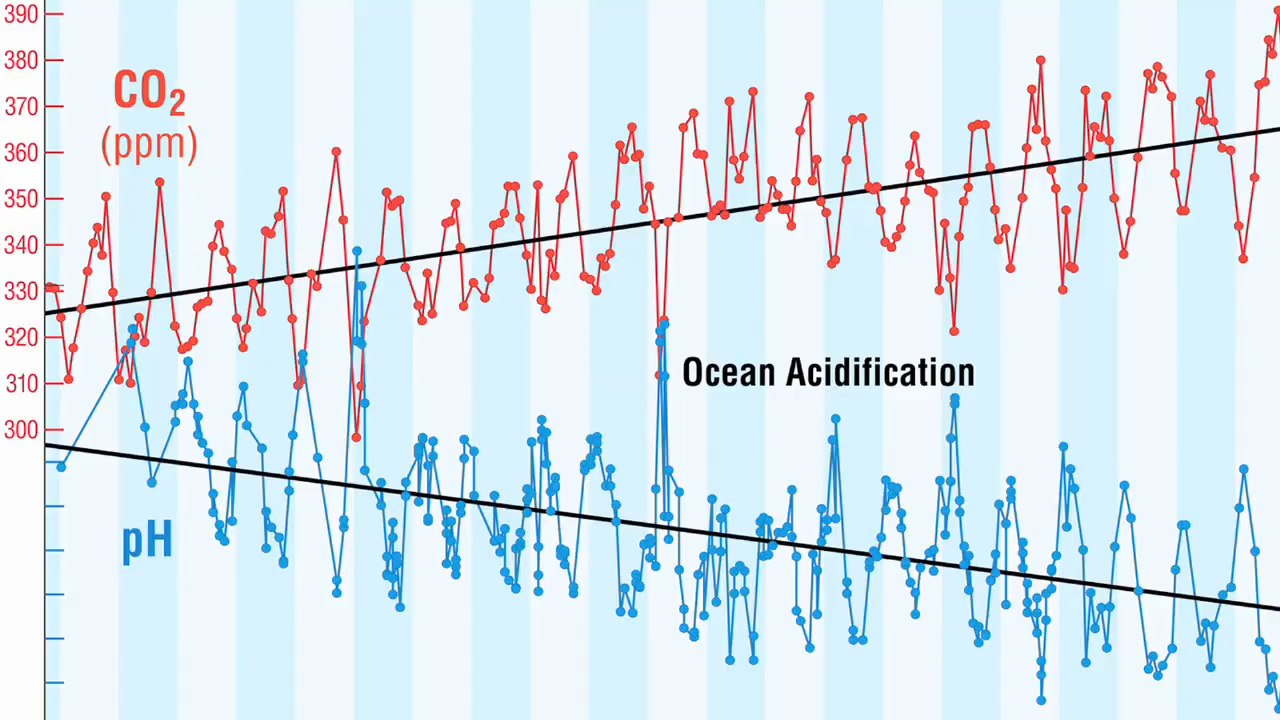 390
380
370
360
350
340
330
320
310
300
CO₂
(ppm)
Ocean Acidification
pH